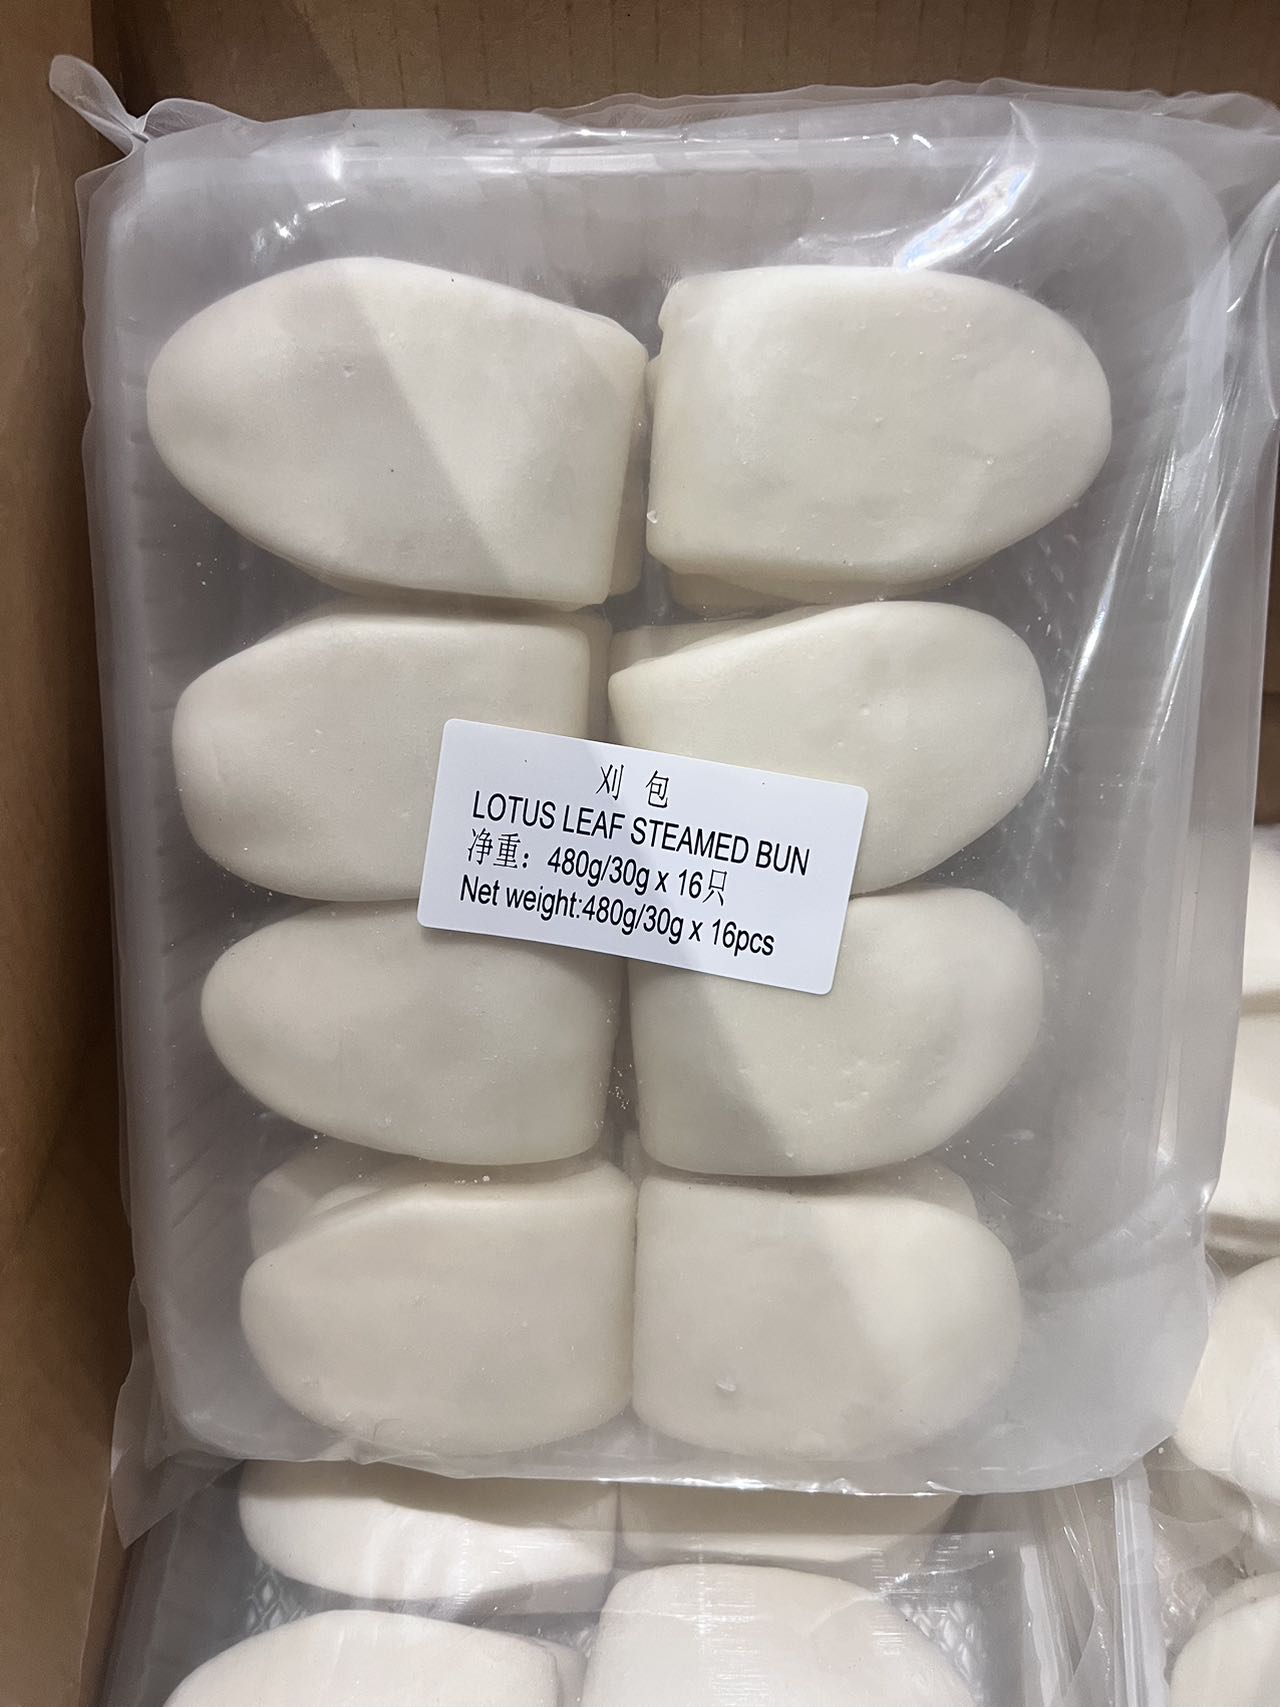 刈 包
LOTUS LEAF STEAMED BUN
净重：480g/30g x 16只
Net weight:480g/30g x 16pcs